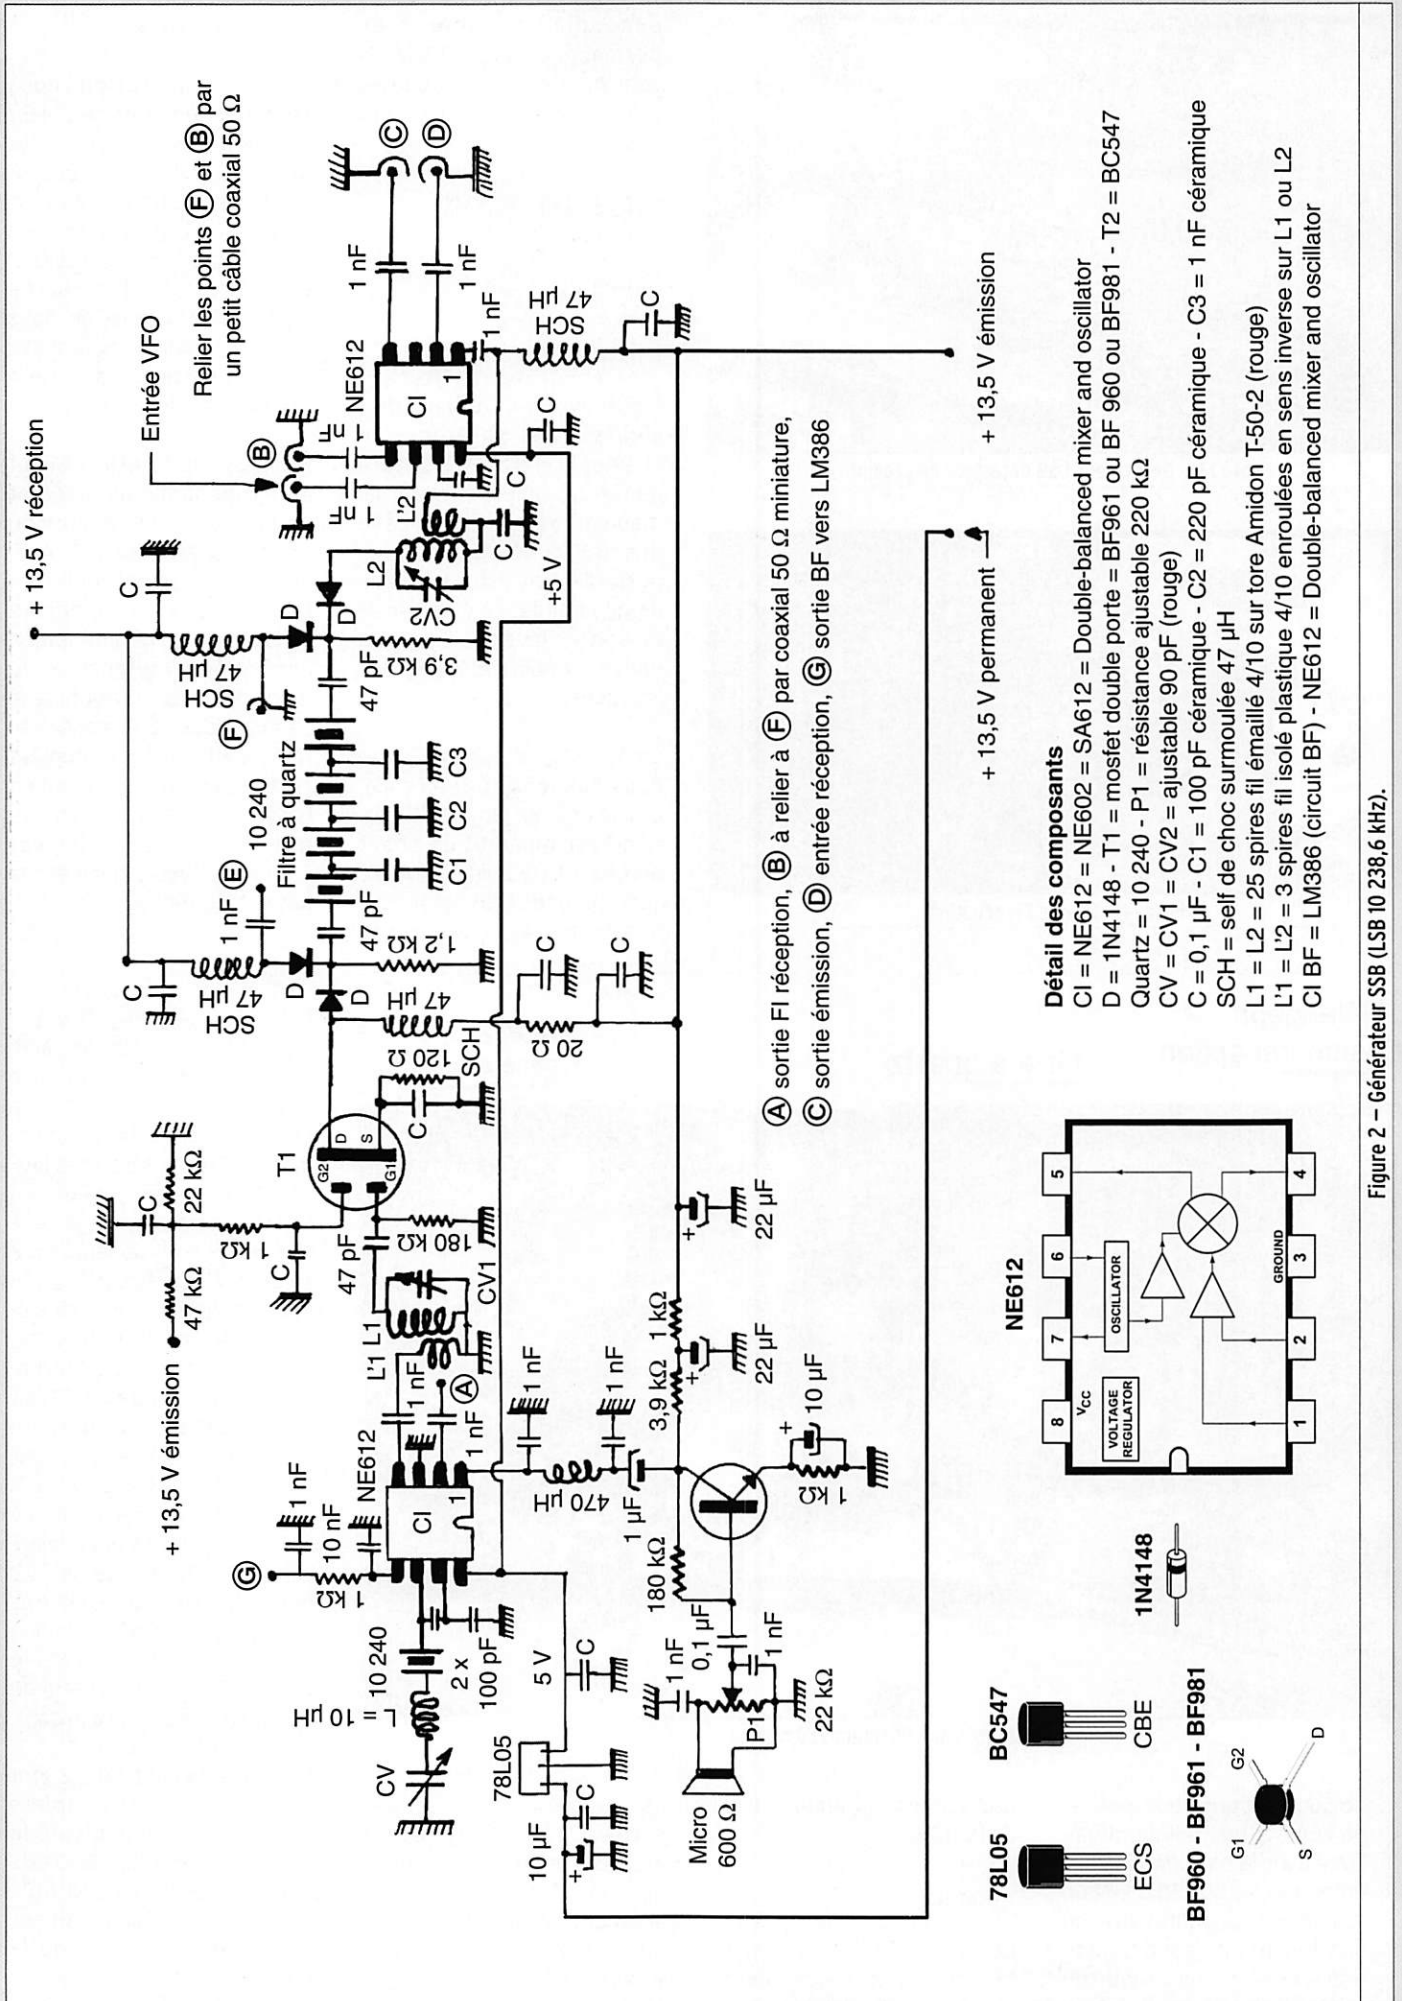 + 13,5 V réception
Entrée VFO
Relier les points Ⓕ et Ⓑ par
un petit câble coaxial 50 Ω
C
C
SCH
47 µH
1 nF
Ⓔ
D
D
Ⓕ
SCH
47 µH
D
D
10 240
Filtre à quartz
47 pF
47 pF
1,2 kΩ
C1
C2
C3
3,9 kΩ
L2
CV2
L'2
C
Ⓑ
1 nF
1 nF
NE612
CI
1
C
C
1 nF
1 nF
Ⓒ
Ⓓ
1 nF
SCH
47 µH
C
+5 V
+ 13,5 V émission
47 kΩ
22 kΩ
C
1 kΩ
C
T1
G2
G1
D
S
47 pF
180 kΩ
C
120 Ω
47 µH
SCH
20 Ω
C
C
L'1
L1
CV1
1 nF
Ⓐ
1 nF
Ⓖ
1 nF
1 kΩ
10 nF
NE612
CI
1
CV
L = 10 µH
10 240
2 x
100 pF
78L05
5 V
10 µF
+
C
C
470 µH
1 nF
1 nF
1 µF
180 kΩ
3,9 kΩ
1 kΩ
+
22 µF
+
22 µF
1 kΩ
+
10 µF
Micro
600 Ω
P1
1 nF
0,1 µF
1 nF
22 kΩ
+ 13,5 V permanent
+ 13,5 V émission
Ⓐ sortie FI réception, Ⓑ à relier à Ⓕ par coaxial 50 Ω miniature,
Ⓒ sortie émission, Ⓓ entrée réception, Ⓖ sortie BF vers LM386
Détail des composants
CI = NE612 = NE602 = SA612 = Double-balanced mixer and oscillator
D = 1N4148 - T1 = mosfet double porte = BF961 ou BF 960 ou BF981 - T2 = BC547
Quartz = 10 240 - P1 = résistance ajustable 220 kΩ
CV = CV1 = CV2 = ajustable 90 pF (rouge)
C = 0,1 µF - C1 = 100 pF céramique - C2 = 220 pF céramique - C3 = 1 nF céramique
SCH = self de choc surmoulée 47 µH
L1 = L2 = 25 spires fil émaillé 4/10 sur tore Amidon T-50-2 (rouge)
L'1 = L'2 = 3 spires fil isolé plastique 4/10 enroulées en sens inverse sur L1 ou L2
CI BF = LM386 (circuit BF) - NE612 = Double-balanced mixer and oscillator
78L05
ECS
BC547
CBE
1N4148
BF960 - BF961 - BF981
G1
G2
S
D
NE612
8
7
6
5
VCC
VOLTAGE
REGULATOR
OSCILLATOR
GROUND
1
2
3
4
Figure 2 – Générateur SSB (LSB 10 238,6 kHz).